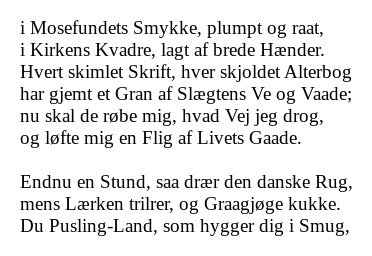 i Mosefundets Smykke, plumpt og raat,
i Kirkens Kvadre, lagt af brede Hænder.
Hvert skimlet Skrift, hver skjoldet Alterbog
har gjemt et Gran af Slægtens Ve og Vaade;
nu skal de røbe mig, hvad Vej jeg drog,
og løfte mig en Flig af Livets Gaade.

Endnu en Stund, saa drær den danske Rug,
mens Lærken trilrer, og Graagjøge kukke.
Du Pusling-Land, som hygger dig i Smug,